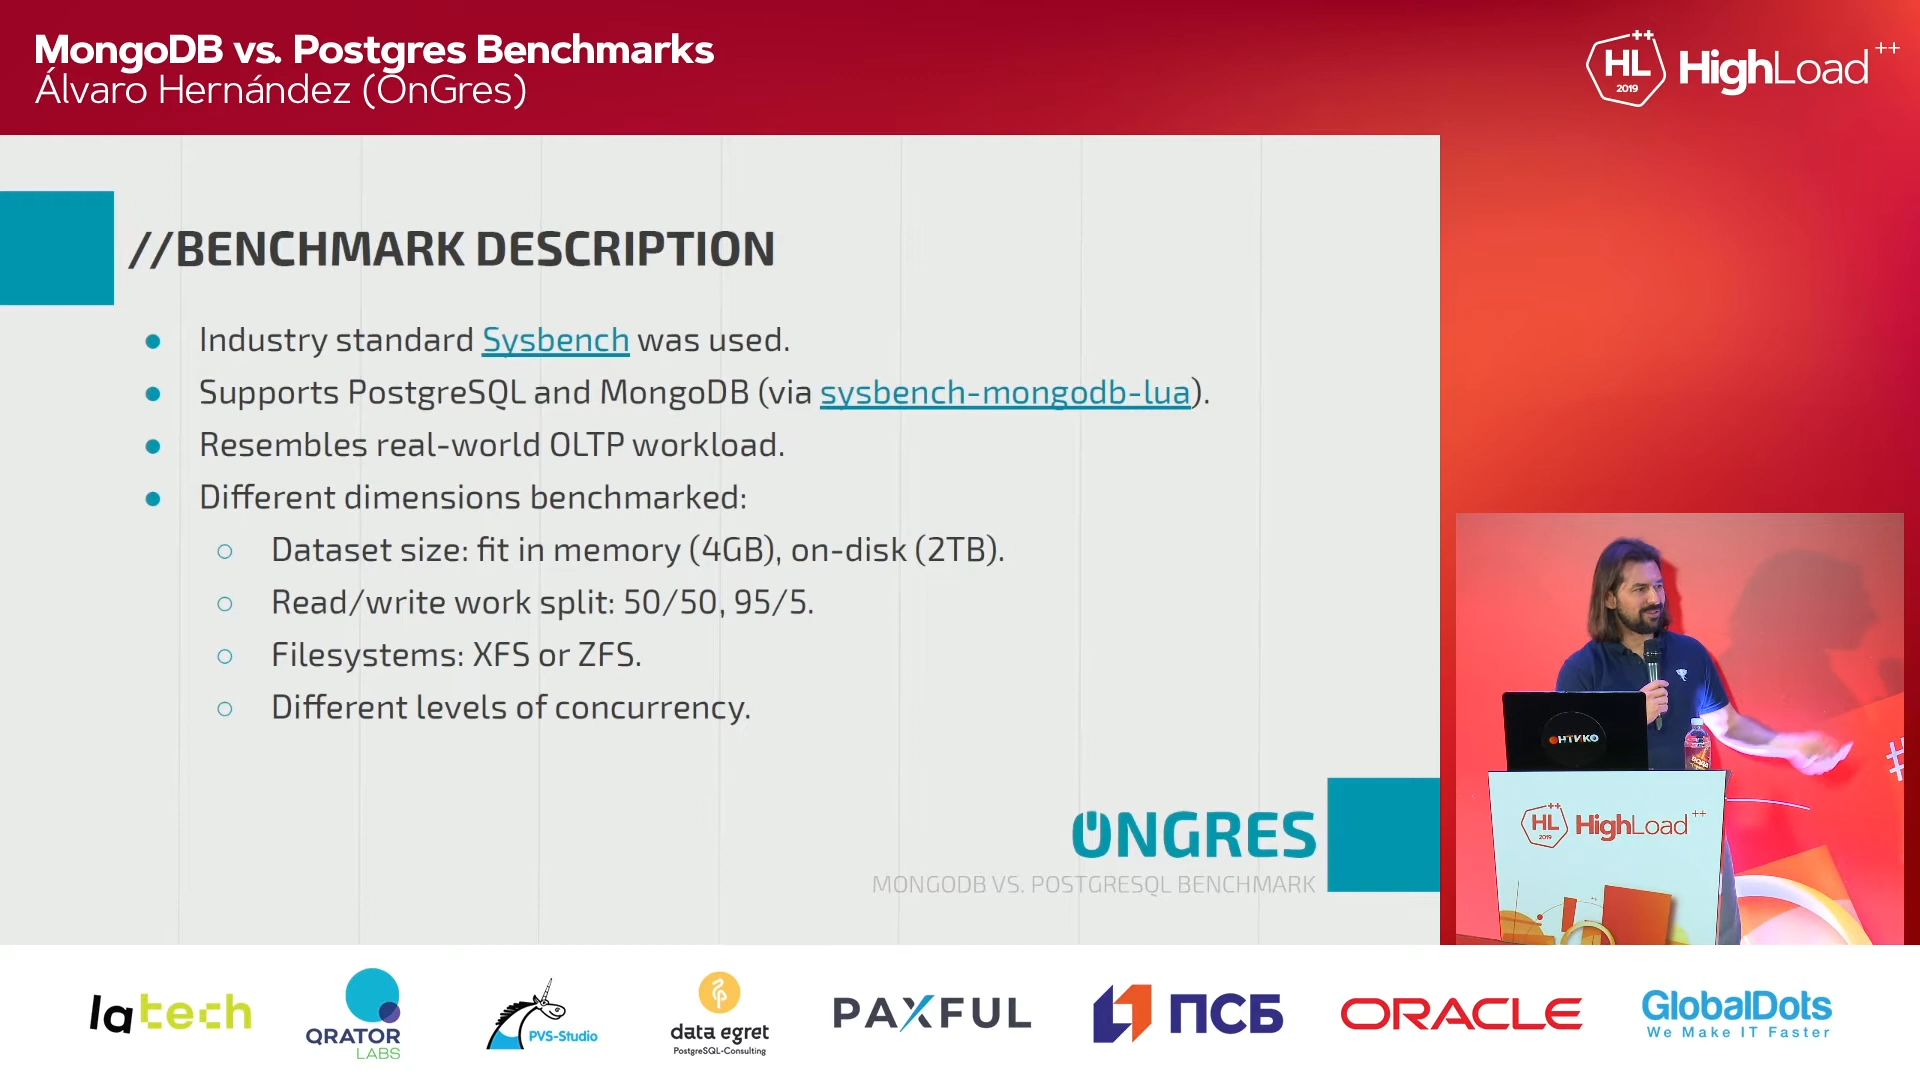 MongoDB vs. Postgres Benchmarks
Álvaro Hernández (OnGres)
HL++
2019
HighLoad++
//BENCHMARK DESCRIPTION
● Industry standard Sysbench was used.
● Supports PostgreSQL and MongoDB (via sysbench-mongodb-lua).
● Resembles real-world OLTP workload.
● Different dimensions benchmarked:
○ Dataset size: fit in memory (4GB), on-disk (2TB).
○ Read/write work split: 50/50, 95/5.
○ Filesystems: XFS or ZFS.
○ Different levels of concurrency.
ONGRES
MONGODB VS. POSTGRESQL BENCHMARK
ОНТИКО
ВОДА
#
HL++
2019
HighLoad++
latech
QRATOR
LABS
PVS-Studio
data egret
PostgreSQL-Consulting
PAXFUL
ПСБ
ORACLE
GlobalDots
We Make IT Faster